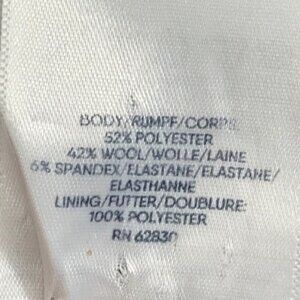 BODY/RUMPF/CORPS
52% POLYESTER
42% WOOL/WOLLE/LAINE
6% SPANDEX/ELASTANE/ELASTANE/
ELASTHANNE
LINING/FUTTER/DOUBLURE:
100% POLYESTER
RN 62830